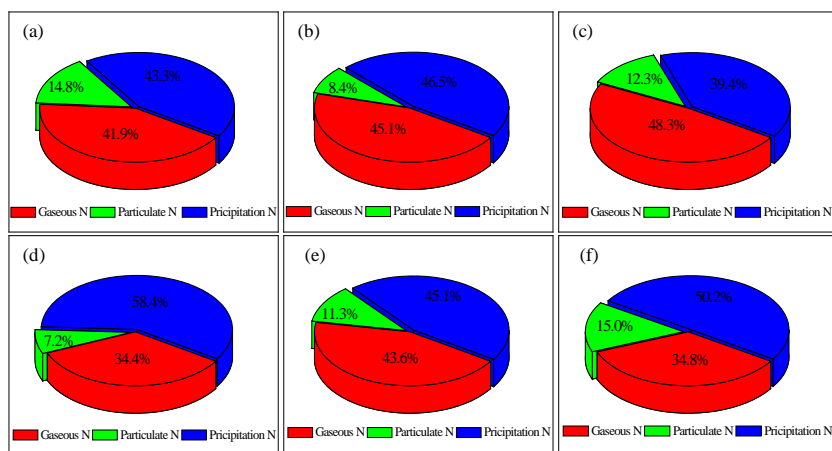 (a)
43.3%
14.8%
41.9%
Gaseous N Particulate N Pricipitation N
(b)
46.5%
8.4%
45.1%
Gaseous N Particulate N Pricipitation N
(c)
12.3%
39.4%
48.3%
Gaseous N Particulate N Pricipitation N
(d)
58.4%
7.2%
34.4%
Gaseous N Particulate N Pricipitation N
(e)
45.1%
11.3%
43.6%
Gaseous N Particulate N Pricipitation N
(f)
50.2%
15.0%
34.8%
Gaseous N Particulate N Pricipitation N